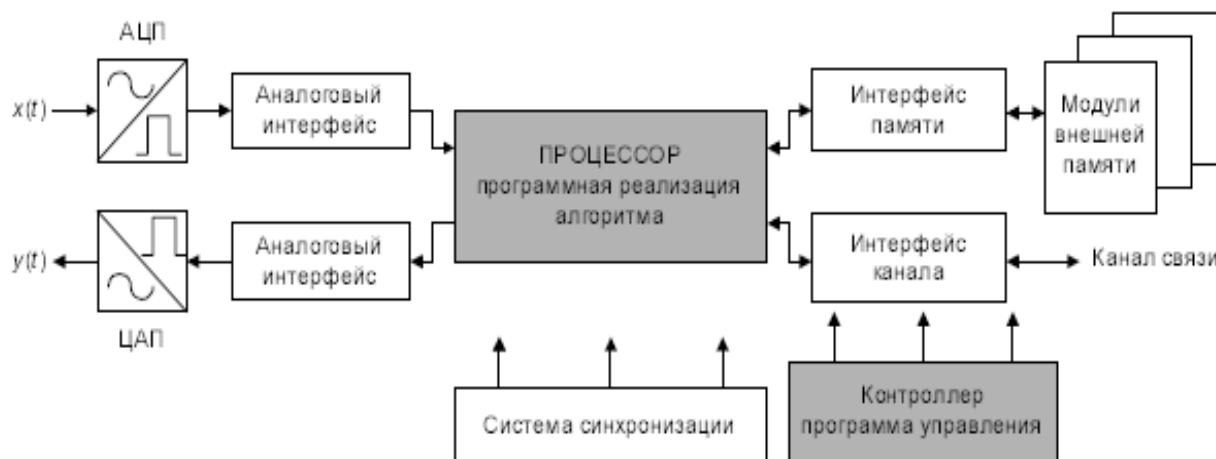 АЦП
x(t)
Аналоговый
интерфейс
ПРОЦЕССОР
программная реализация
алгоритма
Интерфейс
памяти
Модули
внешней
памяти
y(t)
ЦАП
Аналоговый
интерфейс
Интерфейс
канала
Канал связи
Система синхронизации
Контроллер
программа управления